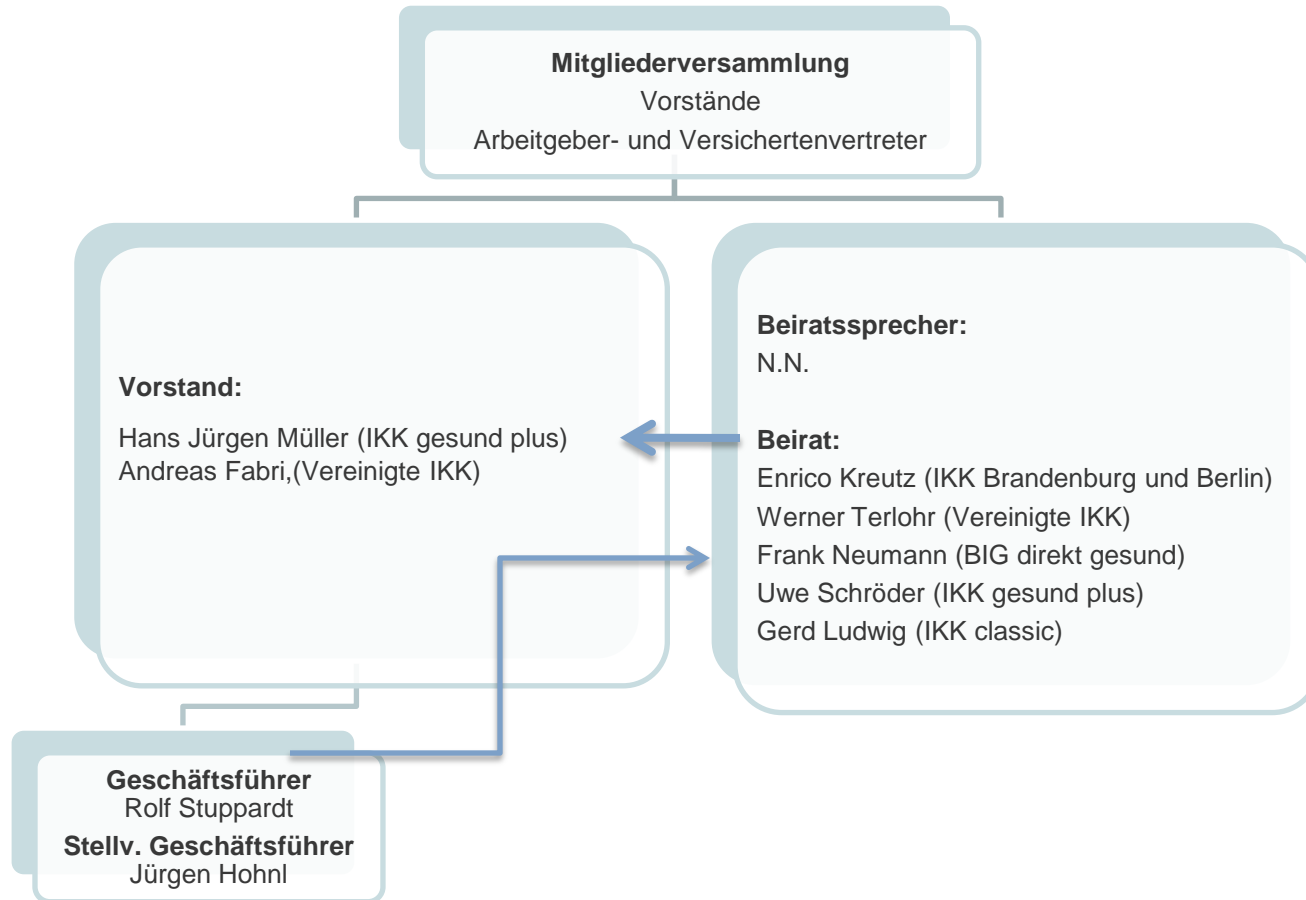 Mitgliederversammlung
Vorstände
Arbeitgeber- und Versichertenvertreter
Vorstand:
Hans Jürgen Müller (IKK gesund plus)
Andreas Fabri,(Vereinigte IKK)
Beiratssprecher:
N.N.
Beirat:
Enrico Kreutz (IKK Brandenburg und Berlin)
Werner Terlohr (Vereinigte IKK)
Frank Neumann (BIG direkt gesund)
Uwe Schröder (IKK gesund plus)
Gerd Ludwig (IKK classic)
Geschäftsführer
Rolf Stuppardt
Stellv. Geschäftsführer
Jürgen Hohnl